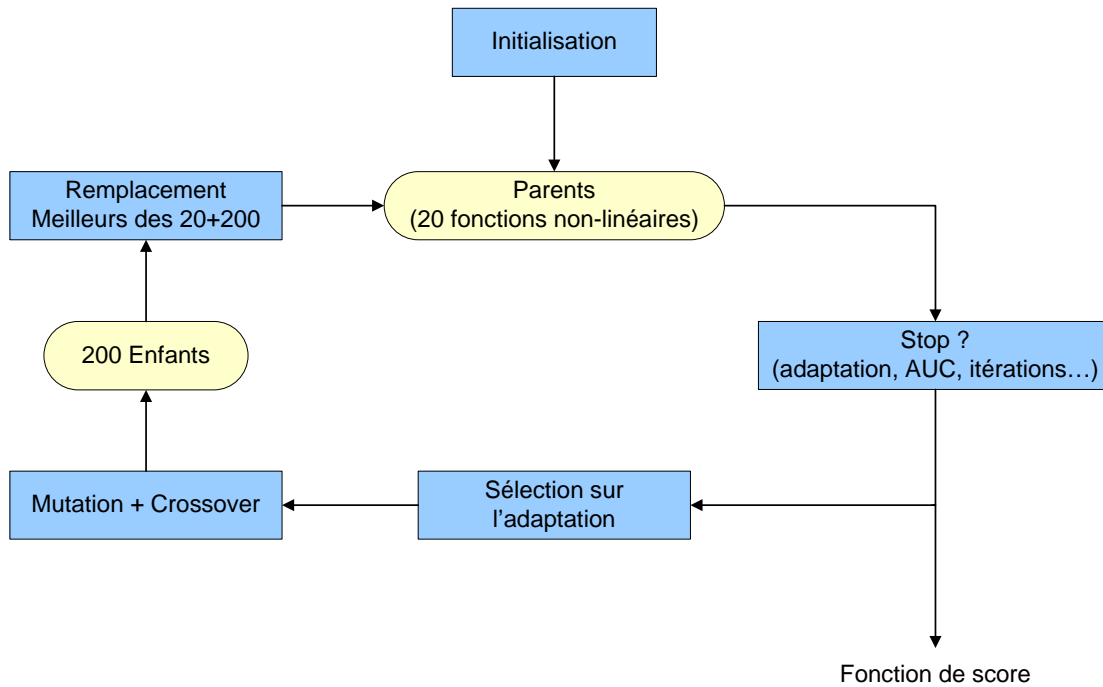 Initialisation
Remplacement
Meilleurs des 20+200
Parents
(20 fonctions non-linéaires)
200 Enfants
Stop ?
(adaptation, AUC, itérations…)
Mutation + Crossover
Sélection sur
l’adaptation
Fonction de score